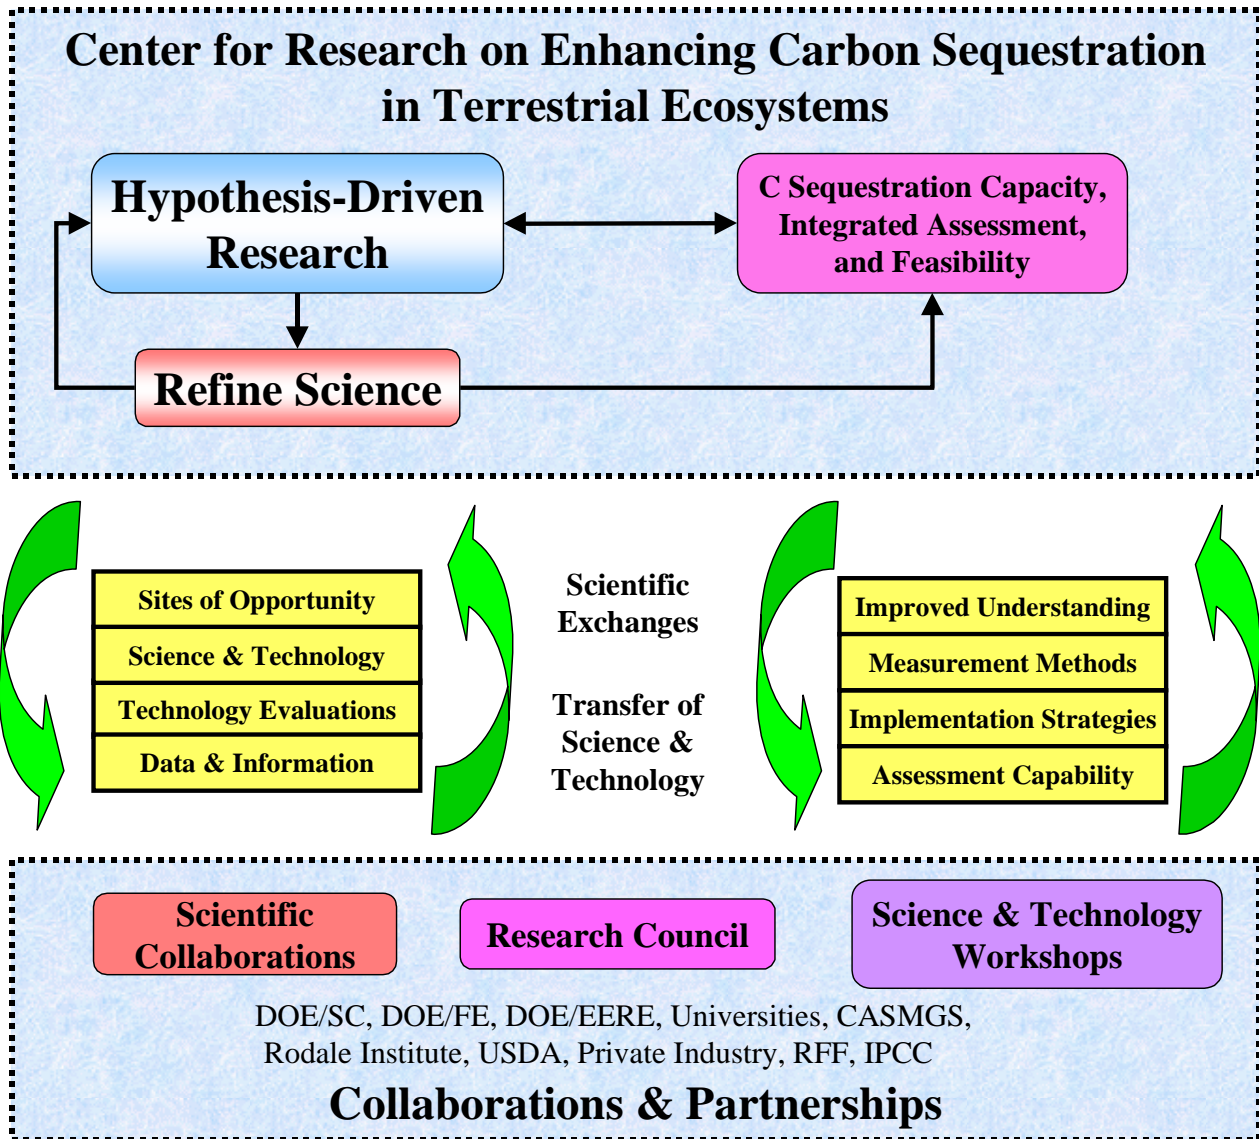 Center for Research on Enhancing Carbon Sequestration
in Terrestrial Ecosystems
Hypothesis-Driven
Research
C Sequestration Capacity,
Integrated Assessment,
and Feasibility
Refine Science
Sites of Opportunity
Science & Technology
Technology Evaluations
Data & Information
Scientific
Exchanges
Transfer of
Science &
Technology
Improved Understanding
Measurement Methods
Implementation Strategies
Assessment Capability
Scientific
Collaborations
Research Council
Science & Technology
Workshops
DOE/SC, DOE/FE, DOE/EERE, Universities, CASMGS,
Rodale Institute, USDA, Private Industry, RFF, IPCC
Collaborations & Partnerships